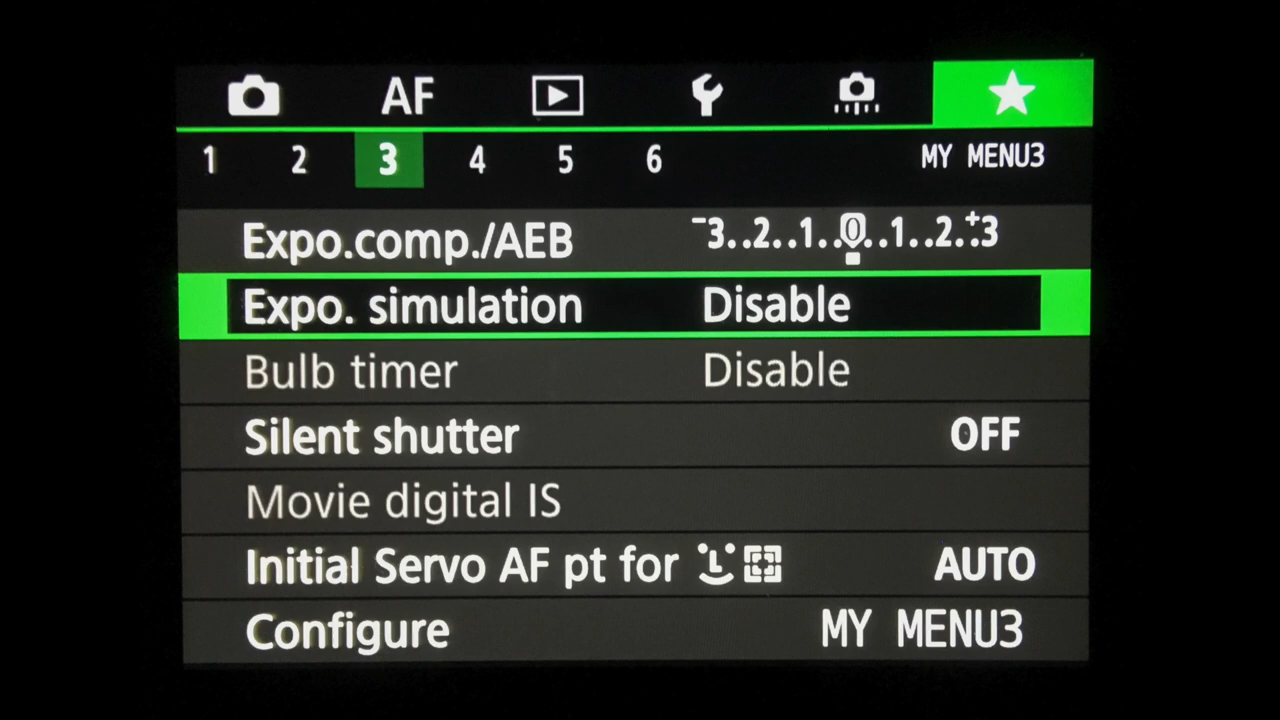 AF
1 2 3 4 5 6 MY MENU3
Expo.comp./AEB -3..2..1..0..1..2.:+3
Expo. simulation Disable
Bulb timer Disable
Silent shutter OFF
Movie digital IS
Initial Servo AF pt for AUTO
Configure MY MENU3